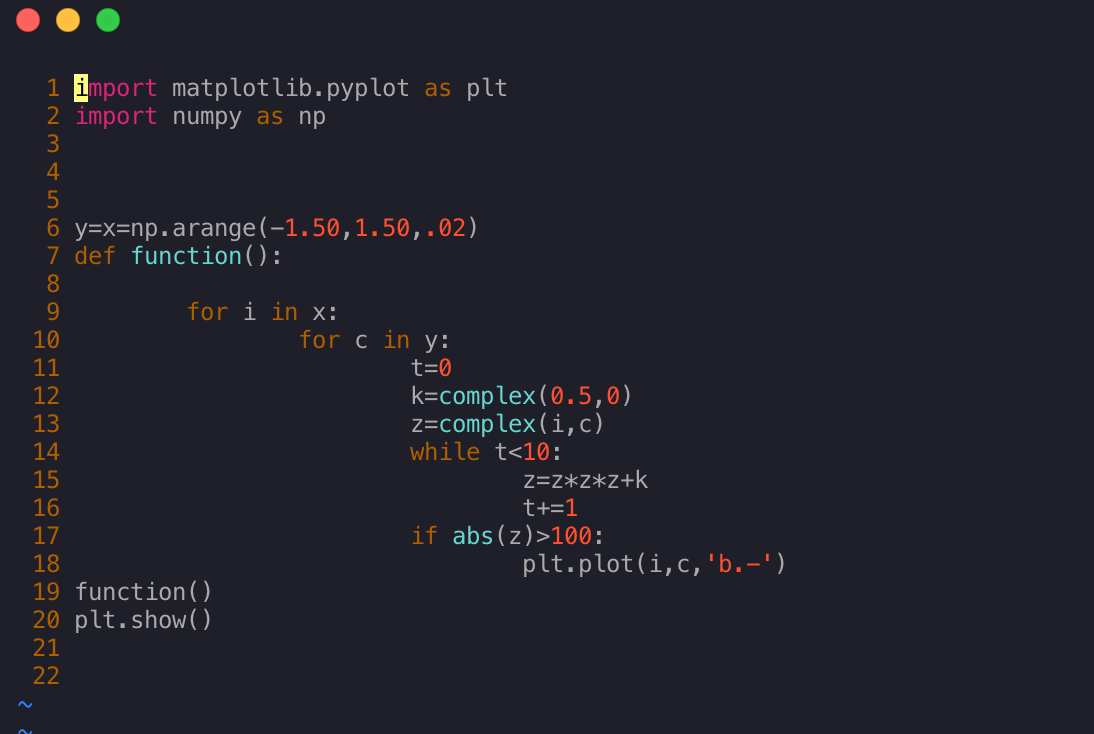 1 import matplotlib.pyplot as plt
2 import numpy as np
3
4
5
6 y=x=np.arange(-1.50,1.50,.02)
7 def function():
8
9         for i in x:
10                 for c in y:
11                         t=0
12                         k=complex(0.5,0)
13                         z=complex(i,c)
14                         while t<10:
15                                 z=z*z*z+k
16                                 t+=1
17                         if abs(z)>100:
18                                 plt.plot(i,c,'b.-')
19 function()
20 plt.show()
21
22
~
~